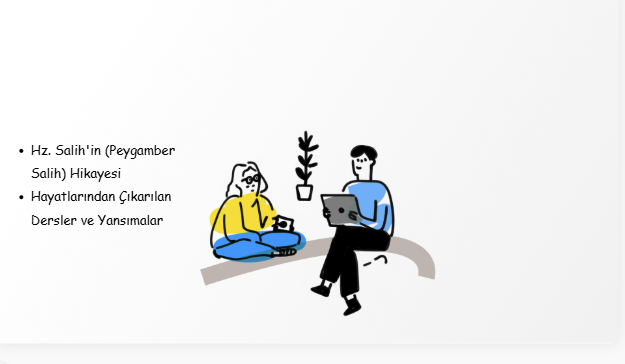 • Hz. Salih'in (Peygamber
Salih) Hikayesi
• Hayatlarından Çıkarılan
Dersler ve Yansımalar